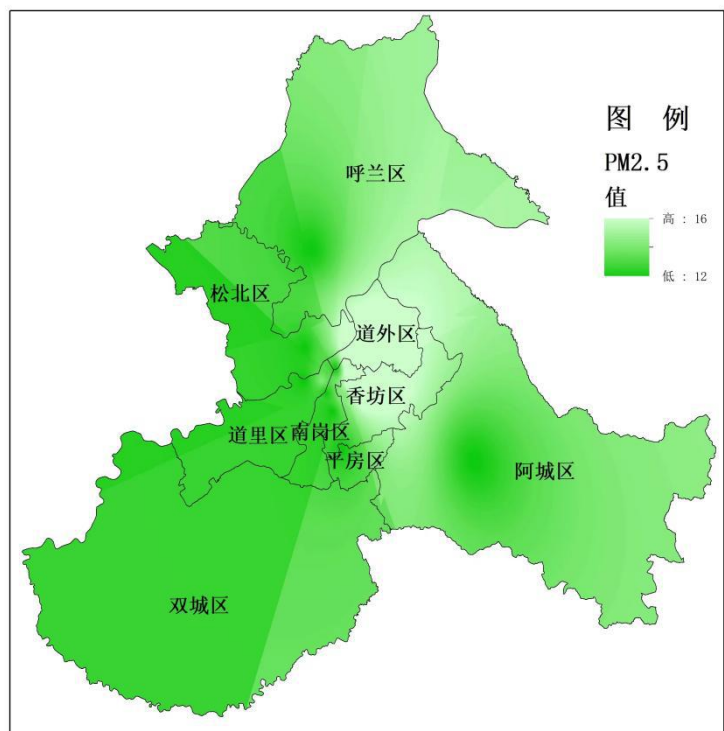 图 例
PM2.5
值
高 : 16
低 : 12
呼兰区
松北区
道外区
香坊区
道里区
南岗区
平房区
阿城区
双城区